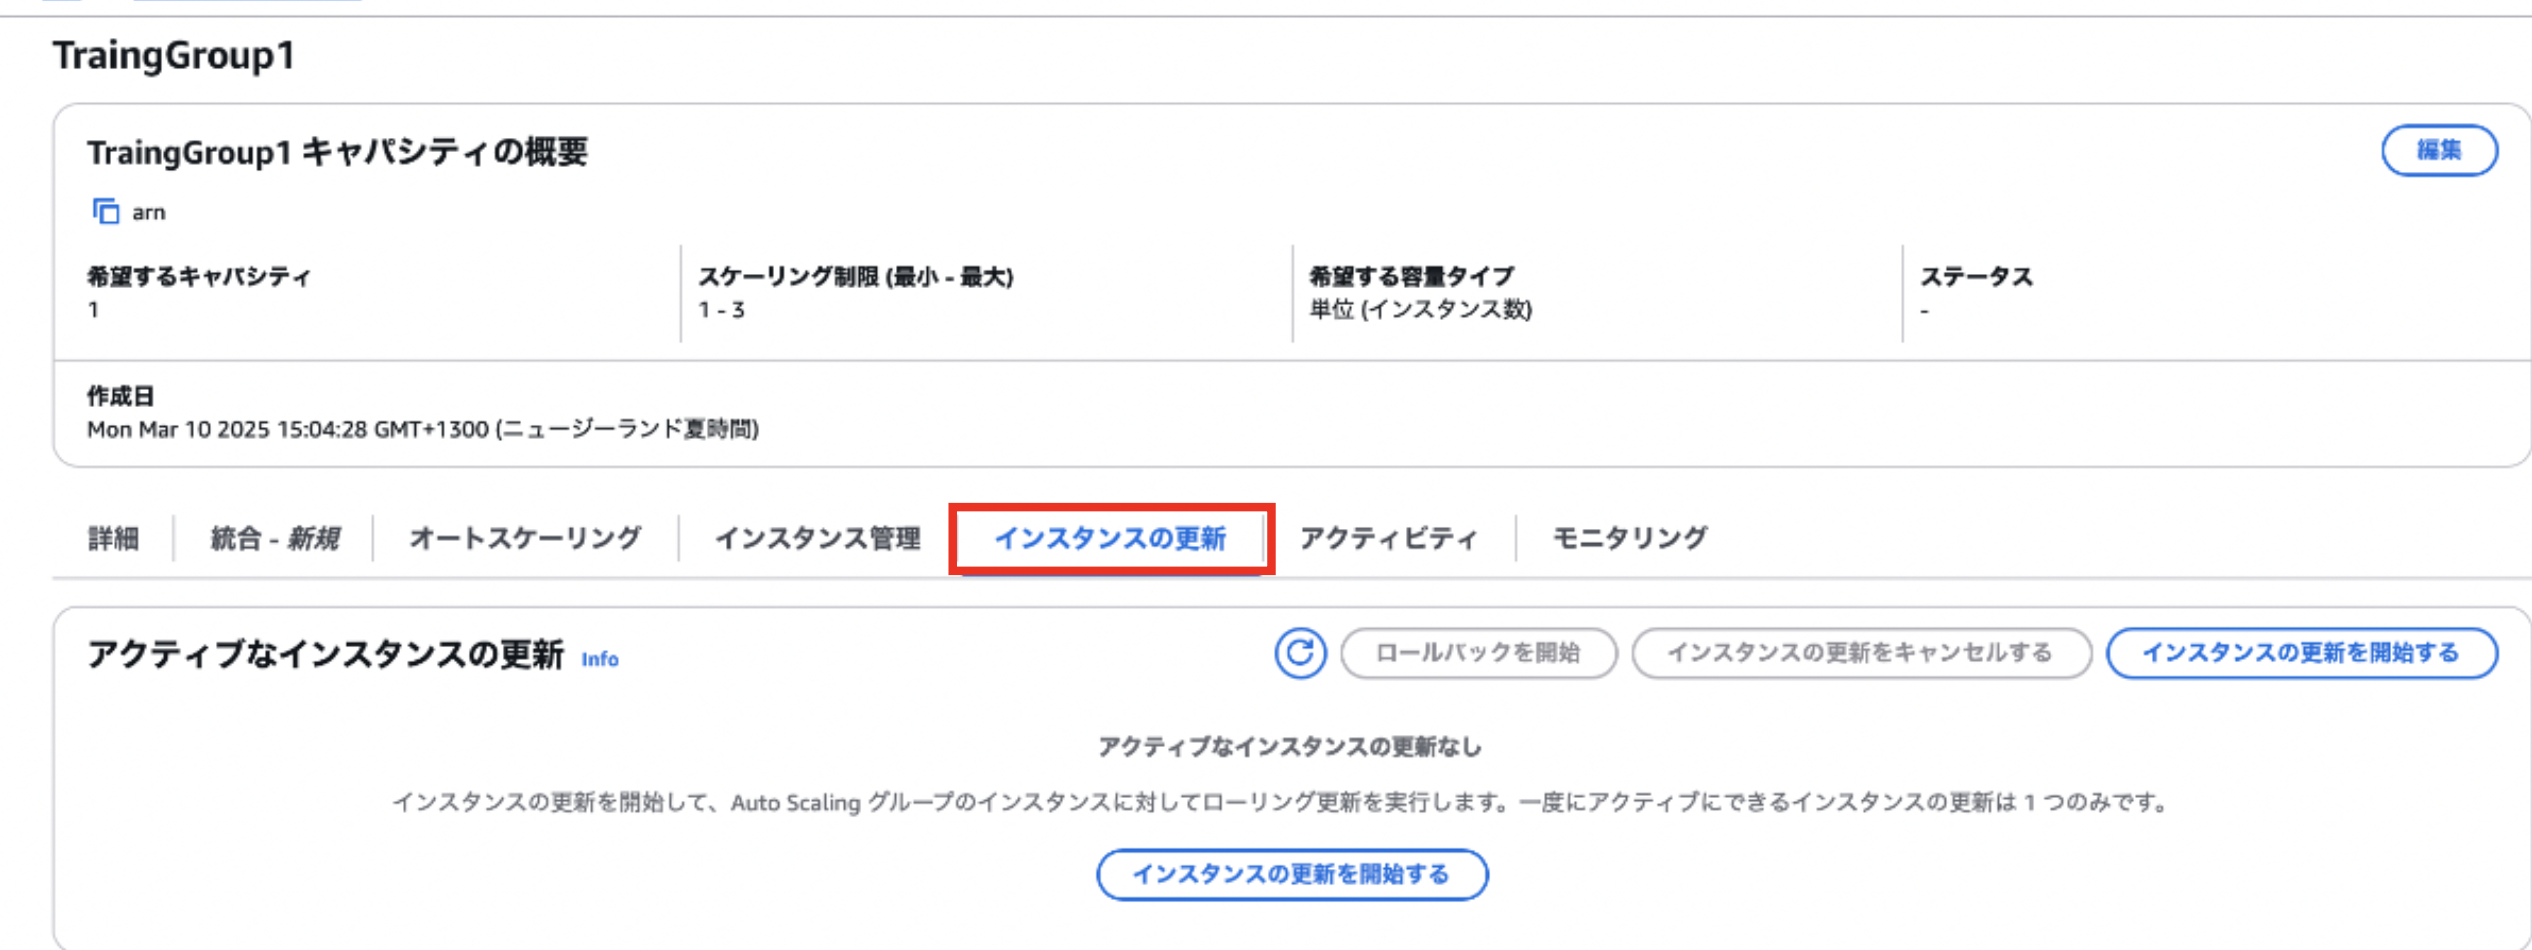 TraingGroup1
TraingGroup1 キャパシティの概要
編集
arn
希望するキャパシティ
1
スケーリング制限 (最小 - 最大)
1 - 3
希望する容量タイプ
単位 (インスタンス数)
ステータス
-
作成日
Mon Mar 10 2025 15:04:28 GMT+1300 (ニュージーランド夏時間)
詳細
統合 - 新規
オートスケーリング
インスタンス管理
インスタンスの更新
アクティビティ
モニタリング
アクティブなインスタンスの更新 Info
ロールバックを開始
インスタンスの更新をキャンセルする
インスタンスの更新を開始する
アクティブなインスタンスの更新なし
インスタンスの更新を開始して、Auto Scaling グループのインスタンスに対してローリング更新を実行します。一度にアクティブにできるインスタンスの更新は 1 つのみです。
インスタンスの更新を開始する